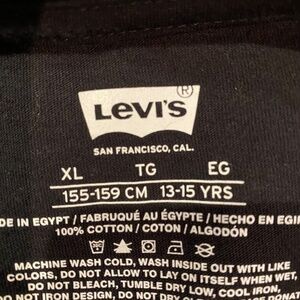 Levi's ®
SAN FRANCISCO, CAL.
XL TG EG
155-159 CM 13-15 YRS
DE IN EGYPT / FABRIQUÉ AU ÉGYPTE / HECHO EN EGI
100% COTTON / COTON / ALGODÓN
MACHINE WASH COLD, WASH INSIDE OUT WITH LIKE
COLORS, DO NOT ALLOW TO LAY ON ITSELF WHEN WET,
DO NOT BLEACH, TUMBLE DRY LOW, COOL IRON,
DO NOT IRON DESIGN, DO NOT DRY